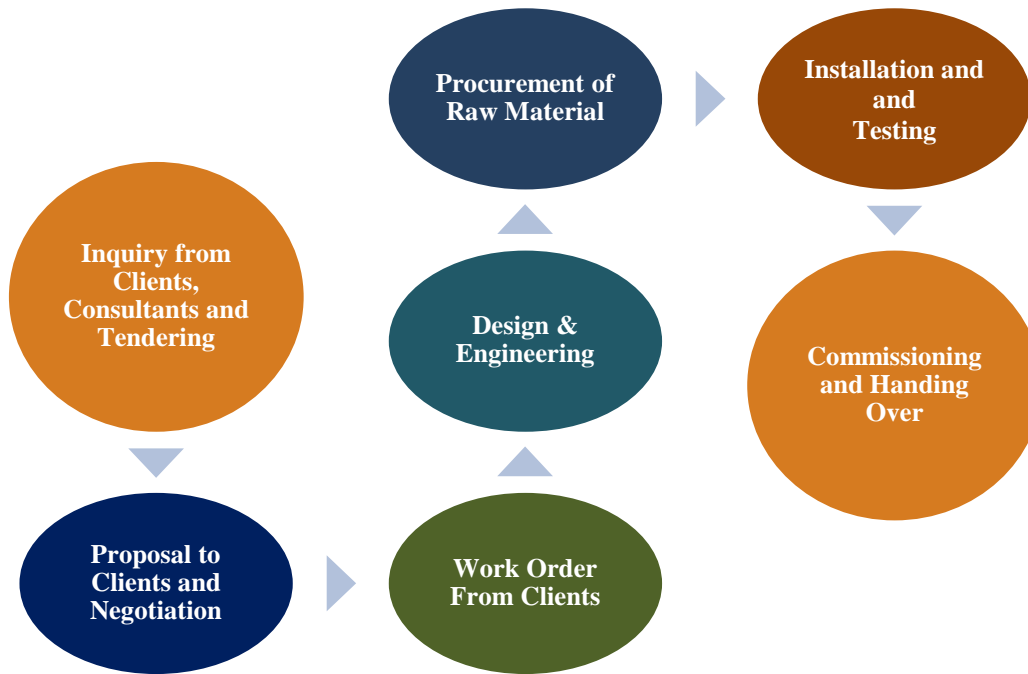 Inquiry from
Clients,
Consultants and
Tendering
Proposal to
Clients and
Negotiation
Work Order
From Clients
Design &
Engineering
Procurement of
Raw Material
Installation and
and
Testing
Commissioning
and Handing
Over